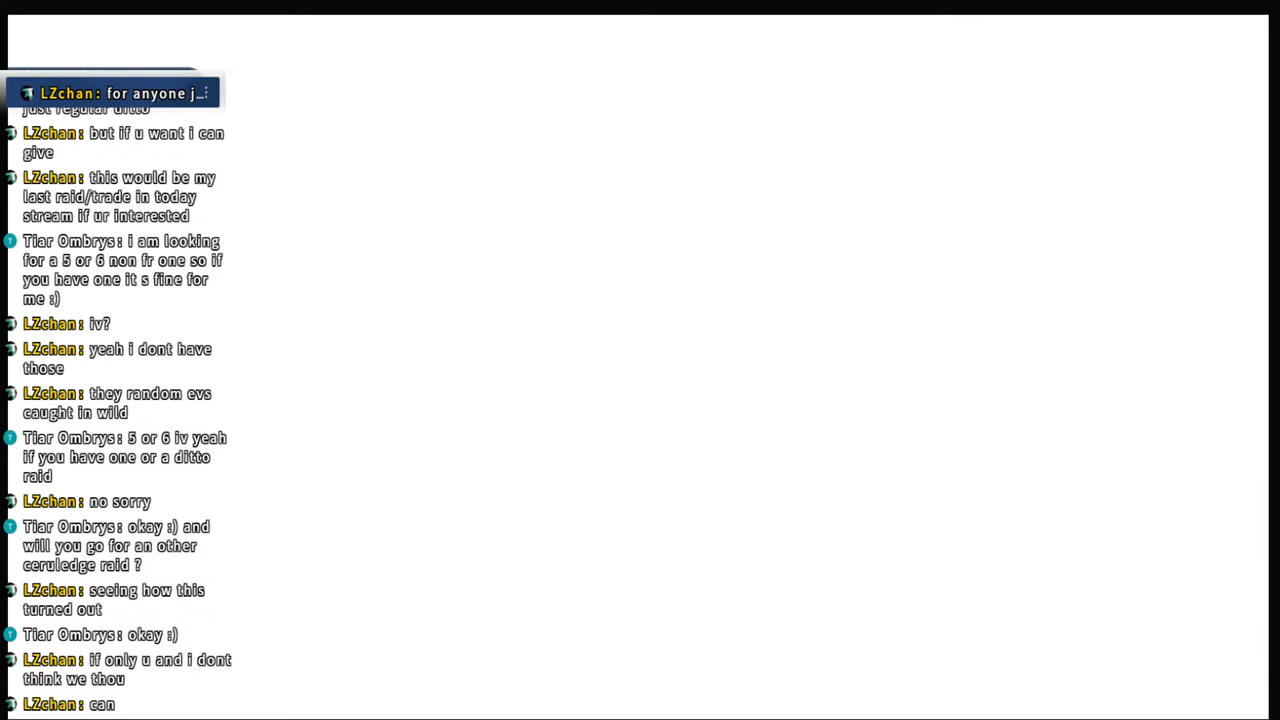 LZchan: for anyone j...
just regular ditto
LZchan: but if u want i can
give
LZchan: this would be my
last raid/trade in today
stream if ur interested
Tiar Ombrys: i am looking
for a 5 or 6 non fr one so if
you have one it s fine for
me :)
LZchan: iv?
LZchan: yeah i dont have
those
LZchan: they random evs
caught in wild
Tiar Ombrys: 5 or 6 iv yeah
if you have one or a ditto
raid
LZchan: no sorry
Tiar Ombrys: okay :) and
will you go for an other
ceruledge raid ?
LZchan: seeing how this
turned out
Tiar Ombrys: okay :)
LZchan: if only u and i dont
think we thou
LZchan: can